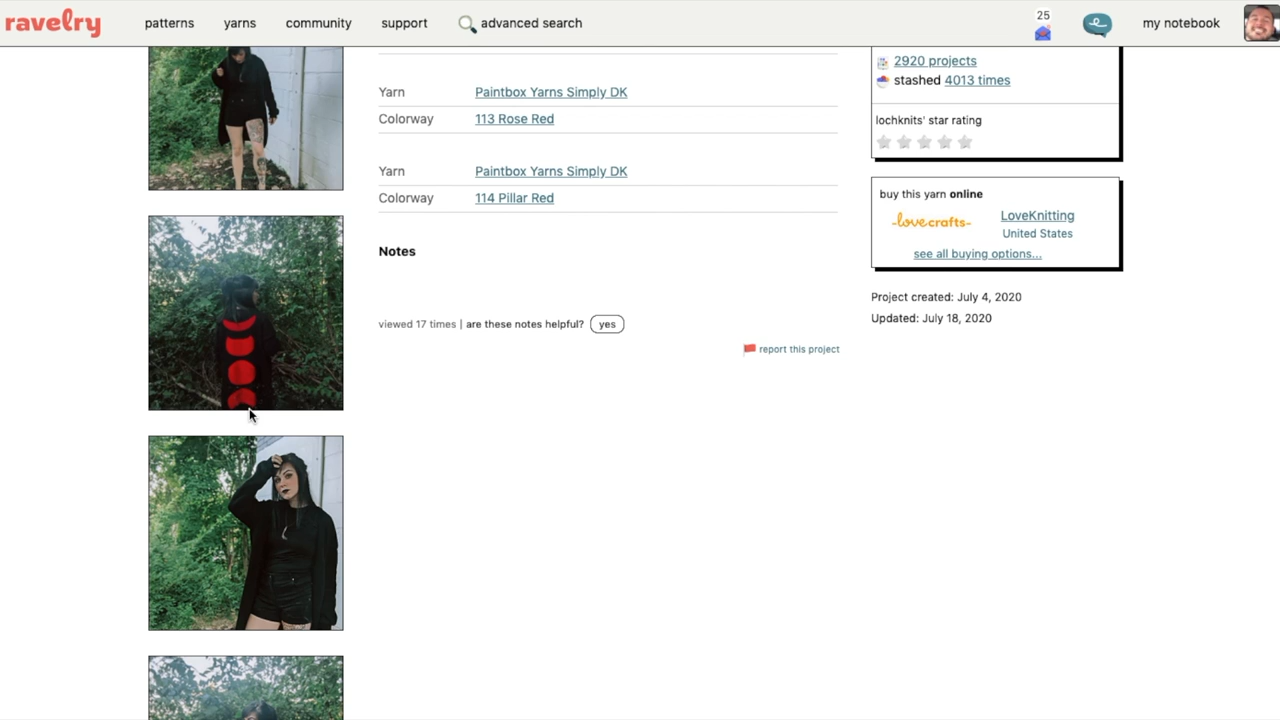 ravelry
patterns
yarns
community
support
advanced search
25
my notebook
Yarn Paintbox Yarns Simply DK
Colorway 113 Rose Red
Yarn Paintbox Yarns Simply DK
Colorway 114 Pillar Red
Notes
viewed 17 times | are these notes helpful? yes
report this project
2920 projects
stashed 4013 times
lochknits' star rating
buy this yarn online
-lovecrafts-
LoveKnitting
United States
see all buying options...
Project created: July 4, 2020
Updated: July 18, 2020